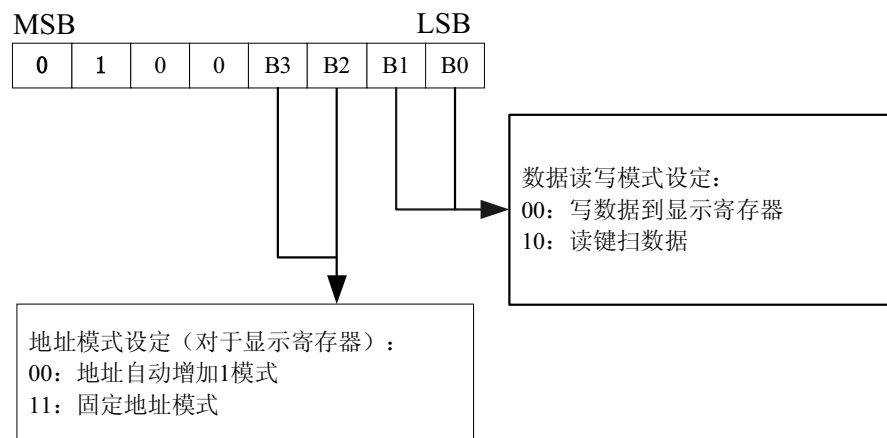 MSB LSB
0 1 0 0 B3 B2 B1 B0
数据读写模式设定：
00：写数据到显示寄存器
10：读键扫数据
地址模式设定（对于显示寄存器）：
00：地址自动增加1模式
11：固定地址模式